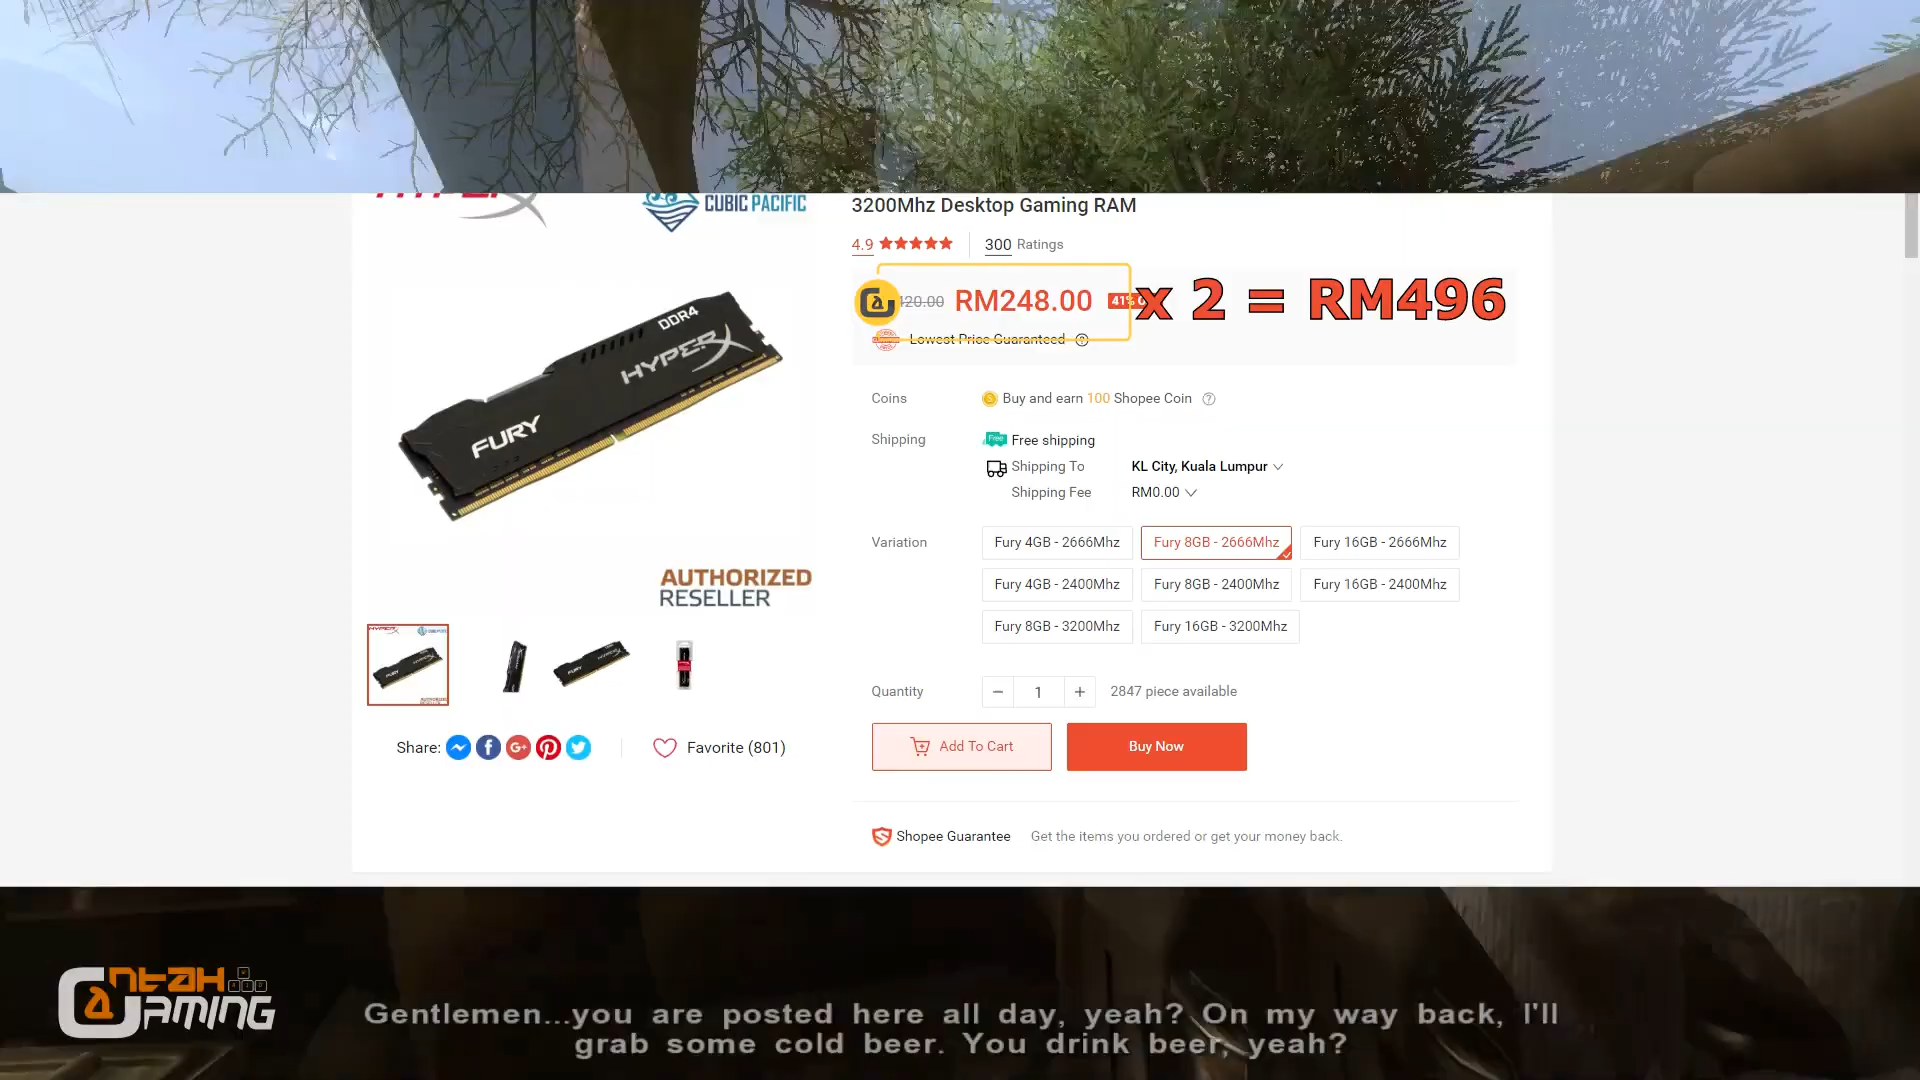 HYPERX
CUBIC PACIFIC
3200Mhz Desktop Gaming RAM
4.9
300 Ratings
RM248.00
41%
x 2 = RM496
Lowest Price Guaranteed
DDR4
HYPERX
FURY
AUTHORIZED
RESELLER
Coins
Buy and earn 100 Shopee Coin
Shipping
Free
Free shipping
Shipping To
KL City, Kuala Lumpur
Shipping Fee
RM0.00
Variation
Fury 4GB - 2666Mhz
Fury 8GB - 2666Mhz
Fury 16GB - 2666Mhz
Fury 4GB - 2400Mhz
Fury 8GB - 2400Mhz
Fury 16GB - 2400Mhz
Fury 8GB - 3200Mhz
Fury 16GB - 3200Mhz
Quantity
1
2847 piece available
Share:
Favorite (801)
Add To Cart
Buy Now
Shopee Guarantee
Get the items you ordered or get your money back.
Gantah
Gaming
Gentlemen...you are posted here all day, yeah? On my way back, I'll
grab some cold beer. You drink beer, yeah?